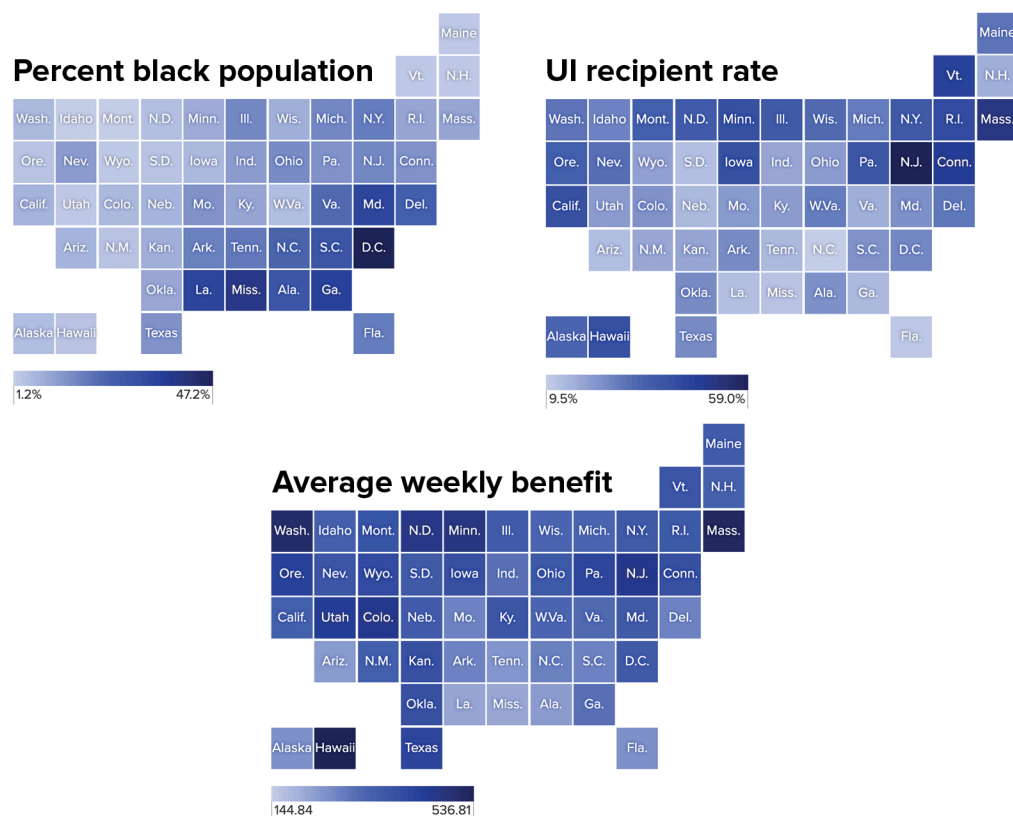 Percent black population
Maine
Vt. N.H.
Wash. Idaho Mont. N.D. Minn. Ill. Wis. Mich. N.Y. R.I. Mass.
Ore. Nev. Wyo. S.D. Iowa Ind. Ohio Pa. N.J. Conn.
Calif. Utah Colo. Neb. Mo. Ky. W.Va. Va. Md. Del.
Ariz. N.M. Kan. Ark. Tenn. N.C. S.C. D.C.
Okla. La. Miss. Ala. Ga.
Alaska Hawaii Texas Fla.
1.2% 47.2%
UI recipient rate
Maine
Vt. N.H.
Wash. Idaho Mont. N.D. Minn. Ill. Wis. Mich. N.Y. R.I. Mass.
Ore. Nev. Wyo. S.D. Iowa Ind. Ohio Pa. N.J. Conn.
Calif. Utah Colo. Neb. Mo. Ky. W.Va. Va. Md. Del.
Ariz. N.M. Kan. Ark. Tenn. N.C. S.C. D.C.
Okla. La. Miss. Ala. Ga.
Alaska Hawaii Texas Fla.
9.5% 59.0%
Average weekly benefit
Maine
Vt. N.H.
Wash. Idaho Mont. N.D. Minn. Ill. Wis. Mich. N.Y. R.I. Mass.
Ore. Nev. Wyo. S.D. Iowa Ind. Ohio Pa. N.J. Conn.
Calif. Utah Colo. Neb. Mo. Ky. W.Va. Va. Md. Del.
Ariz. N.M. Kan. Ark. Tenn. N.C. S.C. D.C.
Okla. La. Miss. Ala. Ga.
Alaska Hawaii Texas Fla.
144.84 536.81